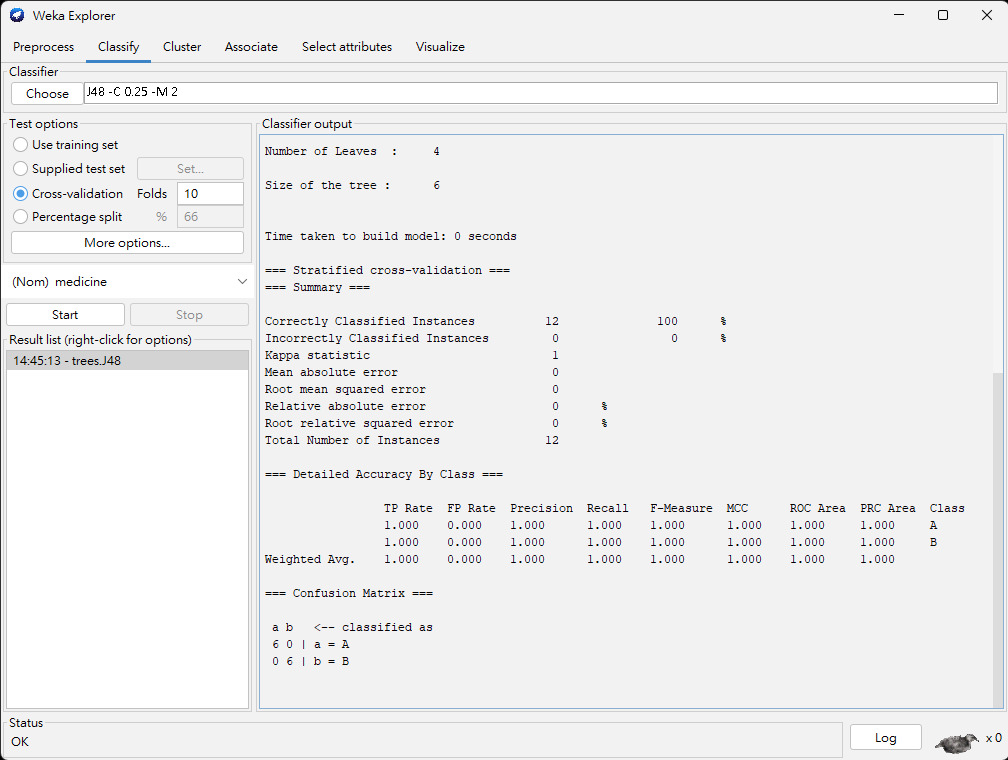 Weka Explorer
Preprocess Classify Cluster Associate Select attributes Visualize
Classifier
Choose J48 -C 0.25 -M 2
Test options
Use training set
Supplied test set Set...
Cross-validation Folds 10
Percentage split % 66
More options...
(Nom) medicine
Start Stop
Result list (right-click for options)
14:45:13 - trees.J48
Classifier output
Number of Leaves : 4
Size of the tree : 6
Time taken to build model: 0 seconds
=== Stratified cross-validation ===
=== Summary ===
Correctly Classified Instances 12 100 %
Incorrectly Classified Instances 0 0 %
Kappa statistic 1
Mean absolute error 0
Root mean squared error 0
Relative absolute error 0 %
Root relative squared error 0 %
Total Number of Instances 12
=== Detailed Accuracy By Class ===
TP Rate FP Rate Precision Recall F-Measure MCC ROC Area PRC Area Class
1.000 0.000 1.000 1.000 1.000 1.000 1.000 1.000 A
1.000 0.000 1.000 1.000 1.000 1.000 1.000 1.000 B
Weighted Avg. 1.000 0.000 1.000 1.000 1.000 1.000 1.000 1.000
=== Confusion Matrix ===
a b <-- classified as
6 0 | a = A
0 6 | b = B
Status
OK
Log
x 0